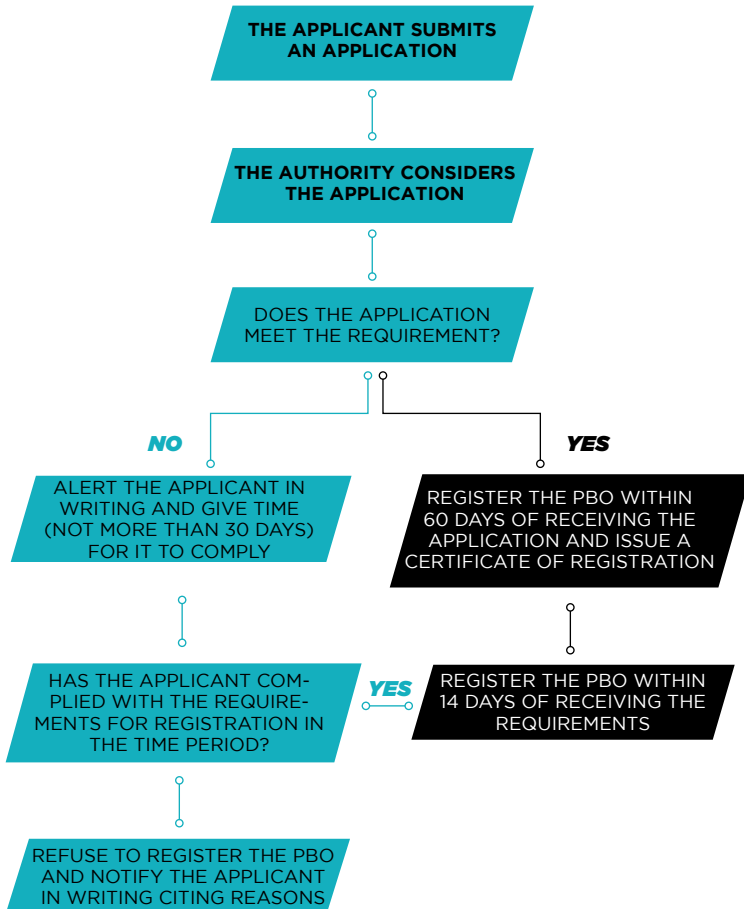 THE APPLICANT SUBMITS
AN APPLICATION
THE AUTHORITY CONSIDERS
THE APPLICATION
DOES THE APPLICATION
MEET THE REQUIREMENT?
NO
YES
ALERT THE APPLICANT IN
WRITING AND GIVE TIME
(NOT MORE THAN 30 DAYS)
FOR IT TO COMPLY
REGISTER THE PBO WITHIN
60 DAYS OF RECEIVING THE
APPLICATION AND ISSUE A
CERTIFICATE OF REGISTRATION
HAS THE APPLICANT COM-
PLIED WITH THE REQUIRE-
MENTS FOR REGISTRATION IN
THE TIME PERIOD?
YES
REGISTER THE PBO WITHIN
14 DAYS OF RECEIVING THE
REQUIREMENTS
REFUSE TO REGISTER THE PBO
AND NOTIFY THE APPLICANT
IN WRITING CITING REASONS